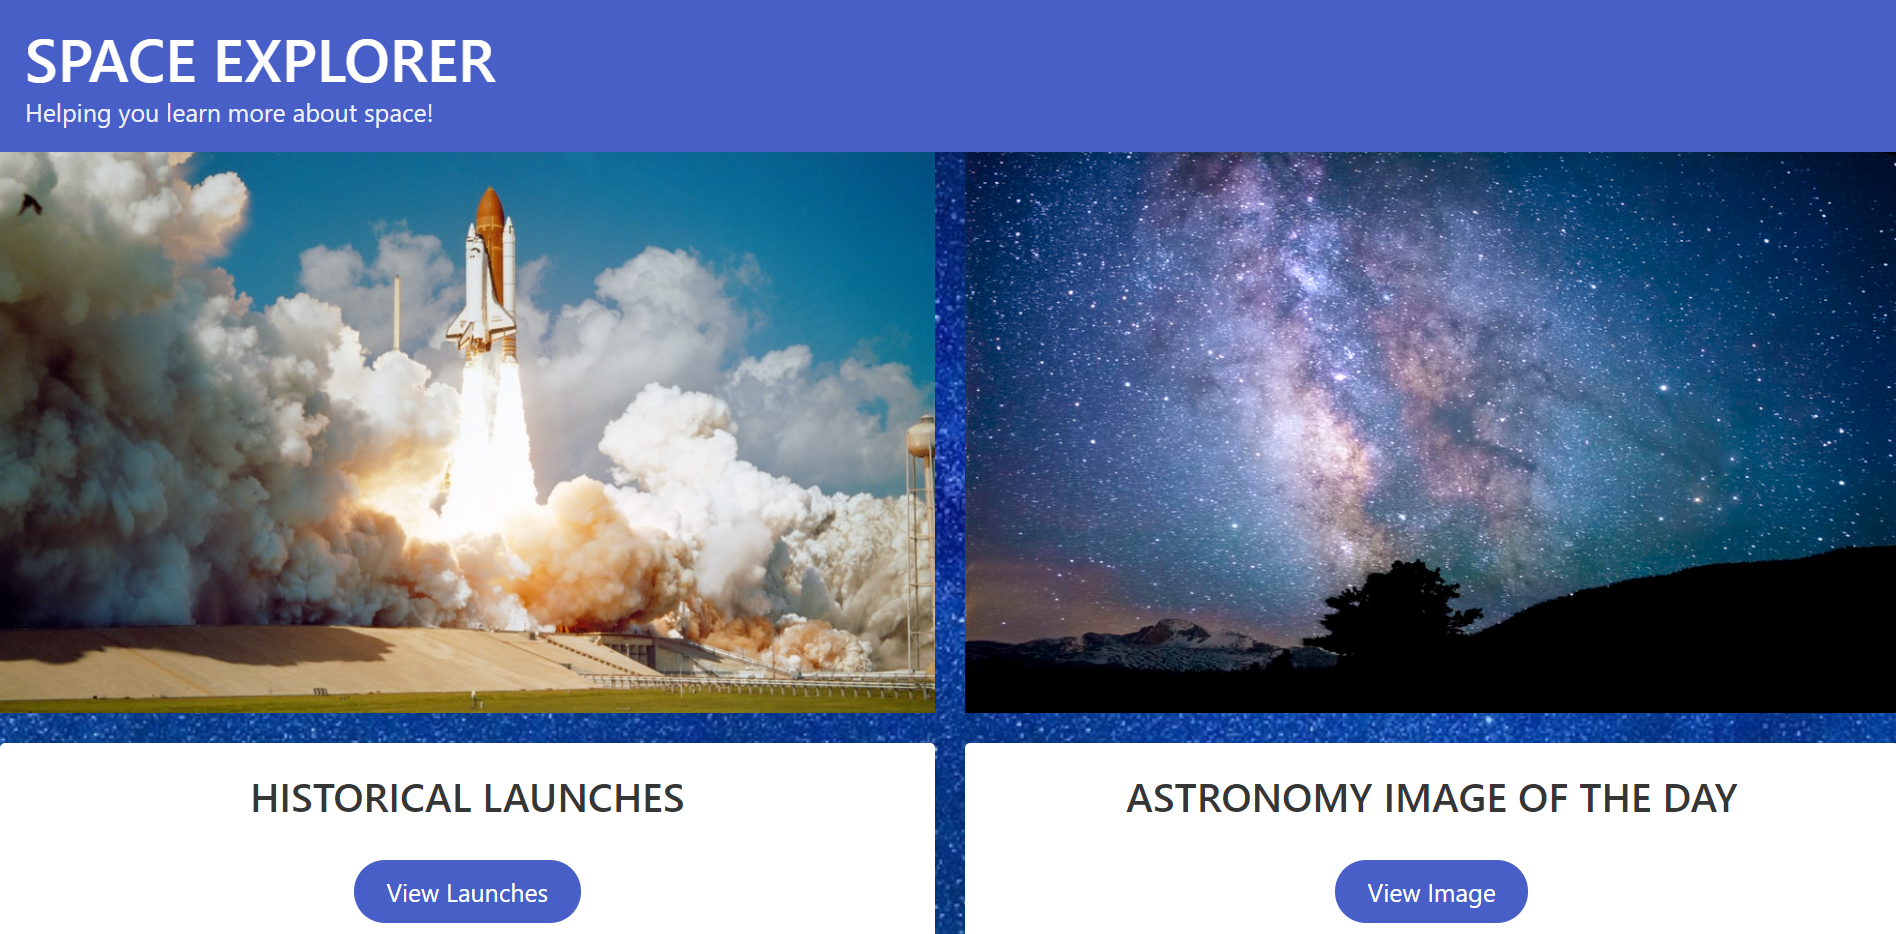 SPACE EXPLORER
Helping you learn more about space!
HISTORICAL LAUNCHES
View Launches
ASTRONOMY IMAGE OF THE DAY
View Image